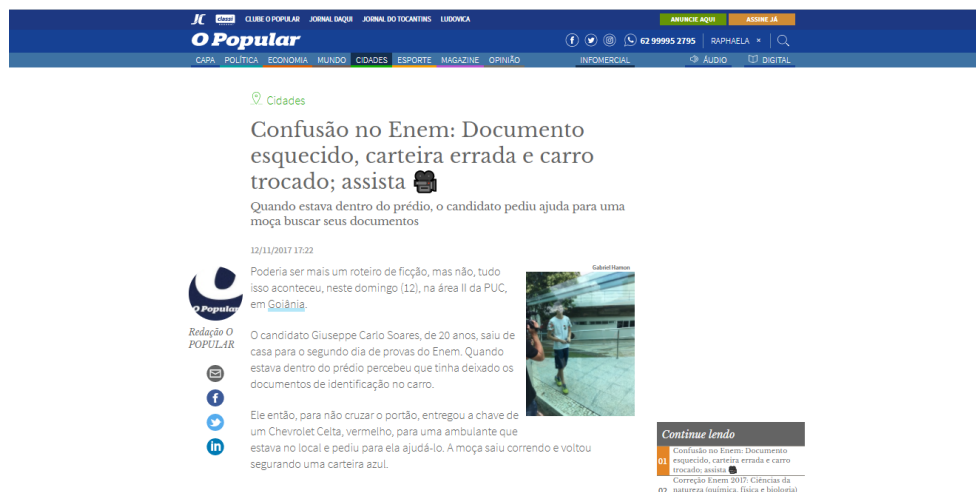 JC classi CLUBE O POPULAR JORNAL DAQUI JORNAL DO TOCANTINS LUDOVICA ANUNCIE AQUI ASSINE JÁ
O Popular 62 99995 2795 RAPHAELA
CAPA POLÍTICA ECONOMIA MUNDO CIDADES ESPORTE MAGAZINE OPINIÃO INFOMERCIAL ÁUDIO DIGITAL
Cidades
Confusão no Enem: Documento
esquecido, carteira errada e carro
trocado; assista
Quando estava dentro do prédio, o candidato pediu ajuda para uma
moça buscar seus documentos
12/11/2017 17:22
O Popular
Redação O
POPULAR
Poderia ser mais um roteiro de ficção, mas não, tudo
isso aconteceu, neste domingo (12), na área II da PUC,
em Goiânia.
O candidato Giuseppe Carlo Soares, de 20 anos, saiu de
casa para o segundo dia de provas do Enem. Quando
estava dentro do prédio percebeu que tinha deixado os
documentos de identificação no carro.
Ele então, para não cruzar o portão, entregou a chave de
um Chevrolet Celta, vermelho, para uma ambulante que
estava no local e pediu para ela ajudá-lo. A moça saiu correndo e voltou
segurando uma carteira azul.
Gabriel Hamon
Continue lendo
01 Confusão no Enem: Documento
esquecido, carteira errada e carro
trocado; assista
Correção Enem 2017: Ciências da
02 natureza (química, física e biologia)